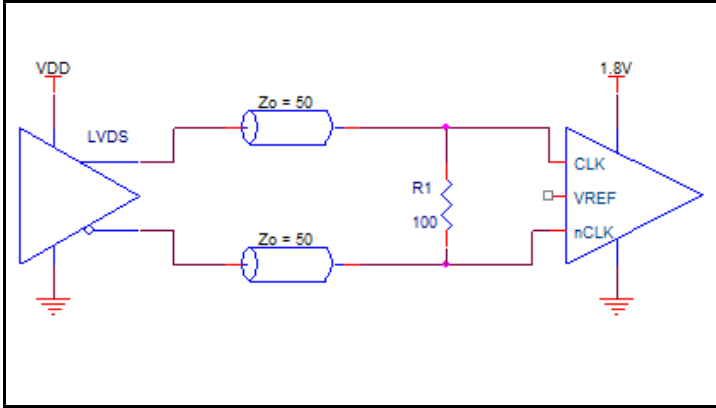 VDD
1.8V
Zo = 50
LVDS
CLK
R1
VREF
100
nCLK
Zo = 50